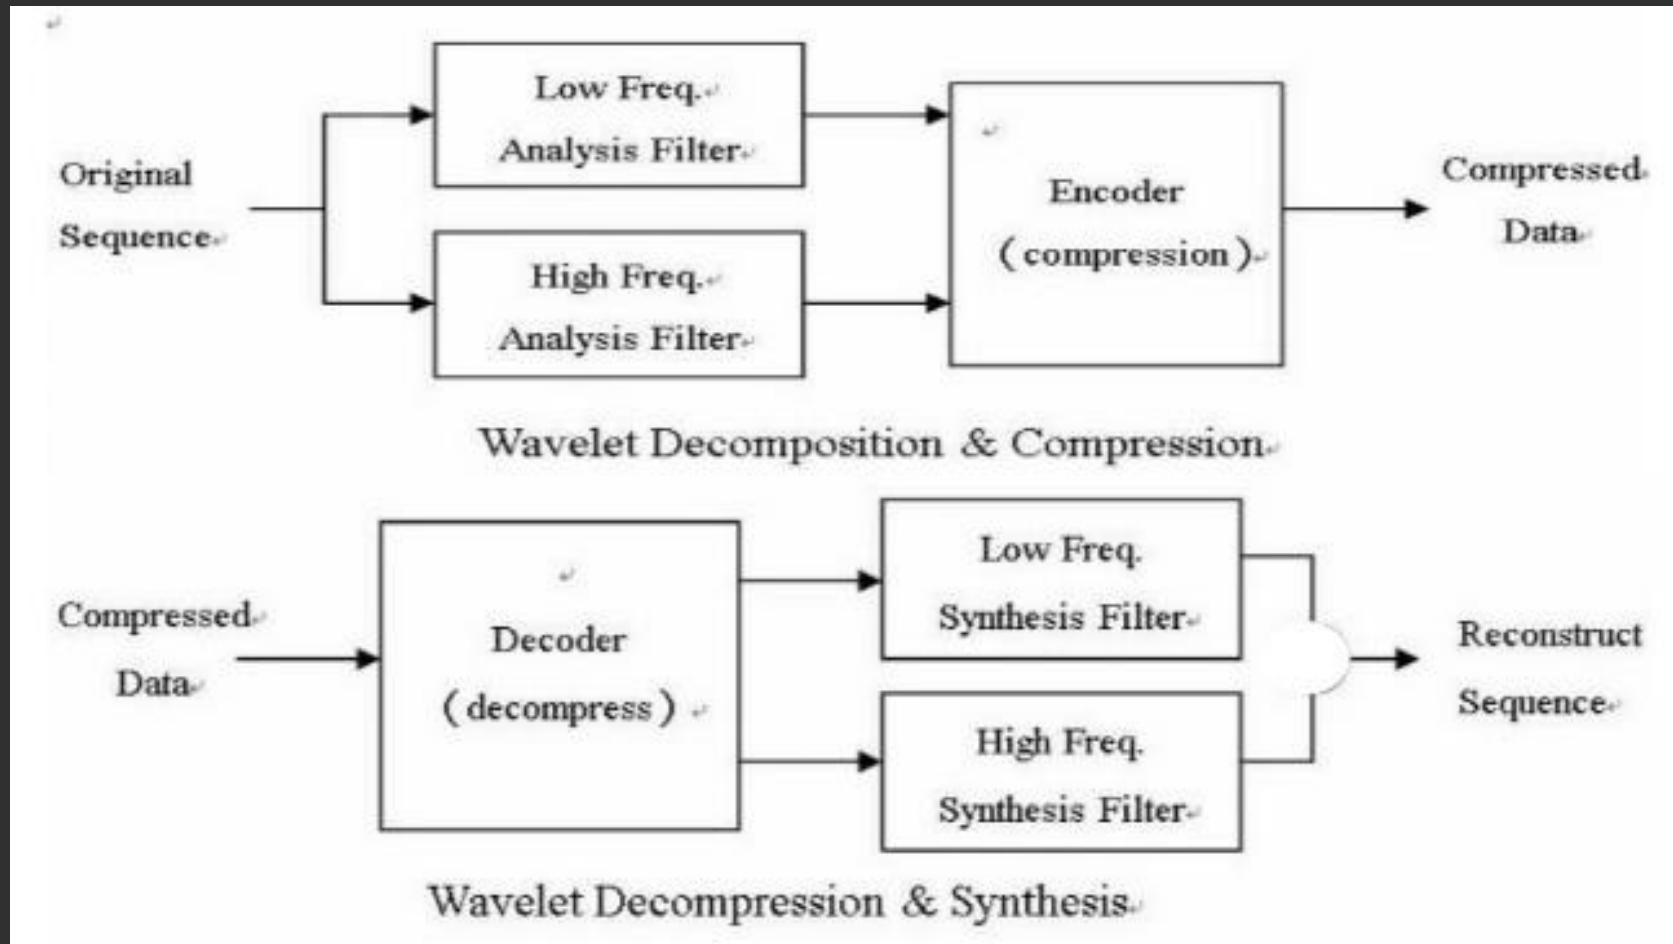 Original
Sequence
Low Freq.
Analysis Filter
High Freq.
Analysis Filter
Encoder
(compression)
Compressed
Data
Wavelet Decomposition & Compression
Compressed
Data
Decoder
(decompress)
Low Freq.
Synthesis Filter
High Freq.
Synthesis Filter
Reconstruct
Sequence
Wavelet Decompression & Synthesis